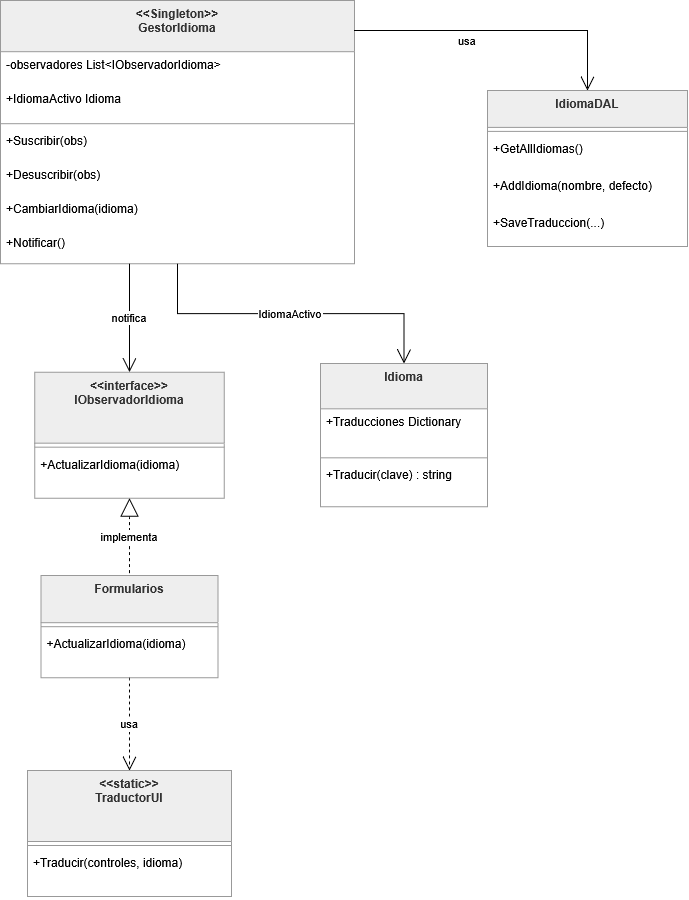 <<Singleton>>
GestorIdioma
-observadores List<IObservadorIdioma>
+IdiomaActivo Idioma
+Suscribir(obs)
+Desuscribir(obs)
+CambiarIdioma(idioma)
+Notificar()
usa
IdiomaDAL
+GetAllIdiomas()
+AddIdioma(nombre, defecto)
+SaveTraduccion(...)
notifica
IdiomaActivo
<<interface>>
IObservadorIdioma
+ActualizarIdioma(idioma)
Idioma
+Traducciones Dictionary
+Traducir(clave) : string
implementa
Formularios
+ActualizarIdioma(idioma)
usa
<<static>>
TraductorUI
+Traducir(controles, idioma)